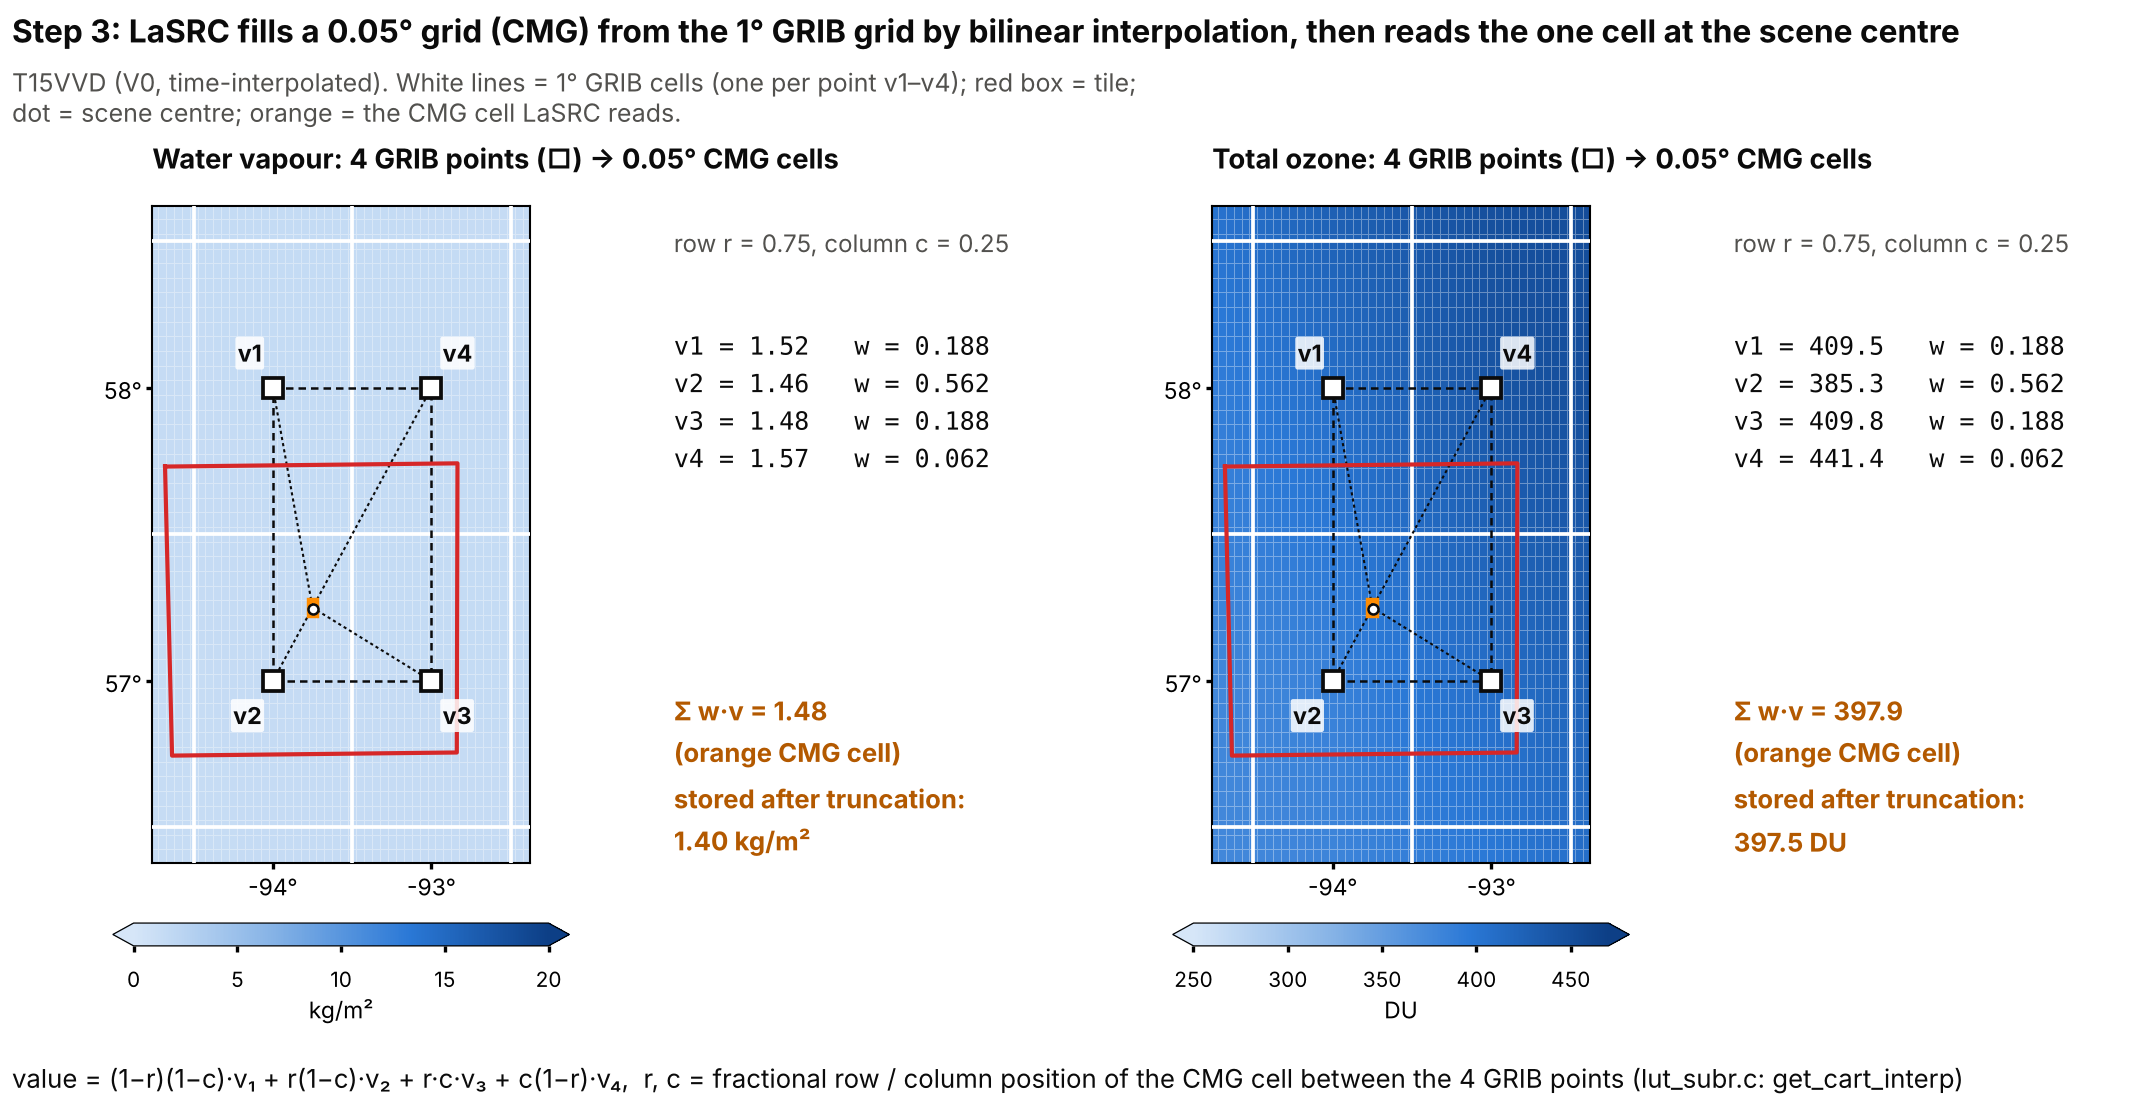 Step 3: LaSRC fills a 0.05° grid (CMG) from the 1° GRIB grid by bilinear interpolation, then reads the one cell at the scene centre
T15VVD (V0, time-interpolated). White lines = 1° GRIB cells (one per point v1–v4); red box = tile;
dot = scene centre; orange = the CMG cell LaSRC reads.
Water vapour: 4 GRIB points (□) → 0.05° CMG cells
row r = 0.75, column c = 0.25
v1 = 1.52 w = 0.188
v2 = 1.46 w = 0.562
v3 = 1.48 w = 0.188
v4 = 1.57 w = 0.062
v1
v4
58°
57°
v2
v3
Σ w·v = 1.48
(orange CMG cell)
stored after truncation:
1.40 kg/m²
-94° -93°
0 5 10 15 20
kg/m²
Total ozone: 4 GRIB points (□) → 0.05° CMG cells
row r = 0.75, column c = 0.25
v1 = 409.5 w = 0.188
v2 = 385.3 w = 0.562
v3 = 409.8 w = 0.188
v4 = 441.4 w = 0.062
v1
v4
58°
57°
v2
v3
Σ w·v = 397.9
(orange CMG cell)
stored after truncation:
397.5 DU
-94° -93°
250 300 350 400 450
DU
value = (1−r)(1−c)·v₁ + r(1−c)·v₂ + r·c·v₃ + c(1−r)·v₄, r, c = fractional row / column position of the CMG cell between the 4 GRIB points (lut_subr.c: get_cart_interp)